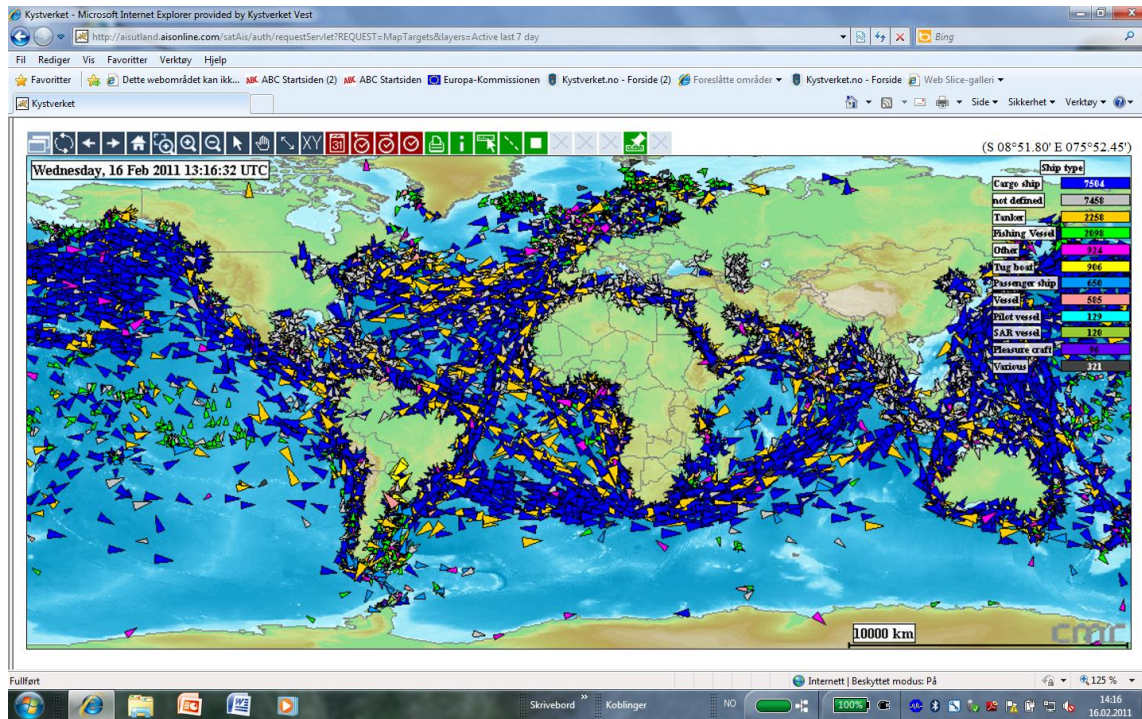 Kystverket - Microsoft Internet Explorer provided by Kystverket Vest
http://aisutland.aisonline.com/satAis/auth/requestServlet?REQUEST=MapTargets&layers=Active last 7 day
Bing
Fil Rediger Vis Favoritter Verktøy Hjelp
Favoritter Dette webområdet kan ikk... ABC ABC Startsiden (2) ABC ABC Startsiden Europa-Kommissionen Kystverket.no - Forside (2) Foreslåtte områder Kystverket.no - Forside Web Slice-galleri
Kystverket Side Sikkerhet Verktøy
XY 31
(S 08°51.80' E 075°52.45')
Wednesday, 16 Feb 2011 13:16:32 UTC
Ship type
Cargo ship 7504
not defined 7458
Tanker 2258
Fishing Vessel 2098
Other 924
Tug boat 906
Passenger ship 650
Vessel 585
Pilot vessel 129
SAR vessel 120
Pleasure craft
Various 321
10000 km
cmr
Fullført Internett | Beskyttet modus: På 125 %
Skrivebord Koblinger NO 100% 14:16
16.02.2011